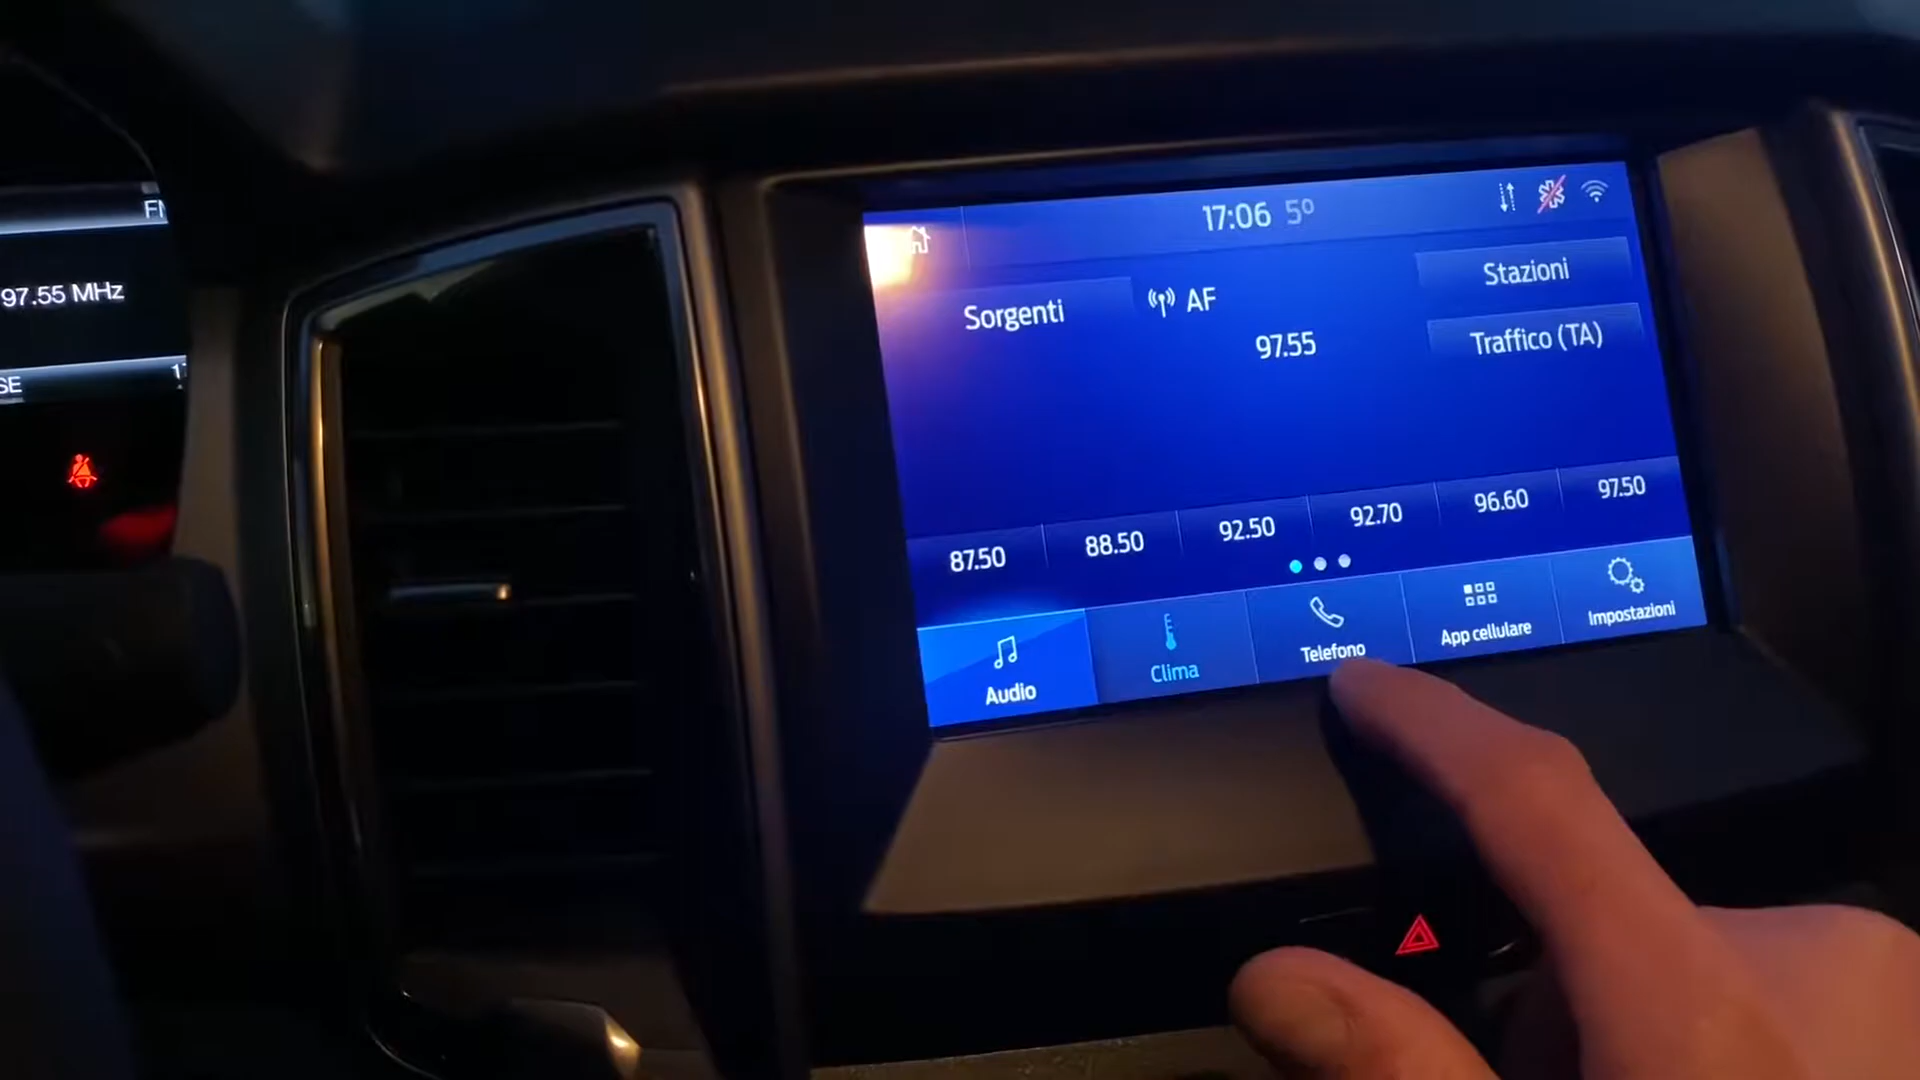 97.55 MHz
17:06 5°
Sorgenti
AF
97.55
Stazioni
Traffico (TA)
87.50
88.50
92.50
92.70
96.60
97.50
Audio
Clima
Telefono
App cellulare
Impostazioni